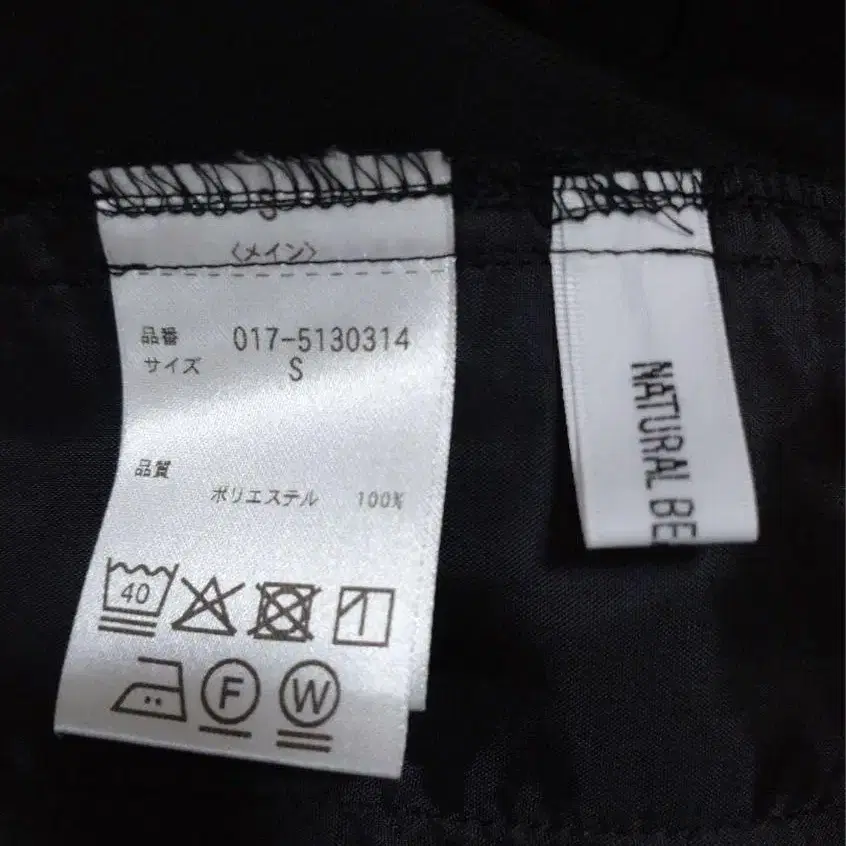 〈メイン〉
品番 017-5130314
サイズ S
品質
ポリエステル 100%
40
F
W
NATURAL BE